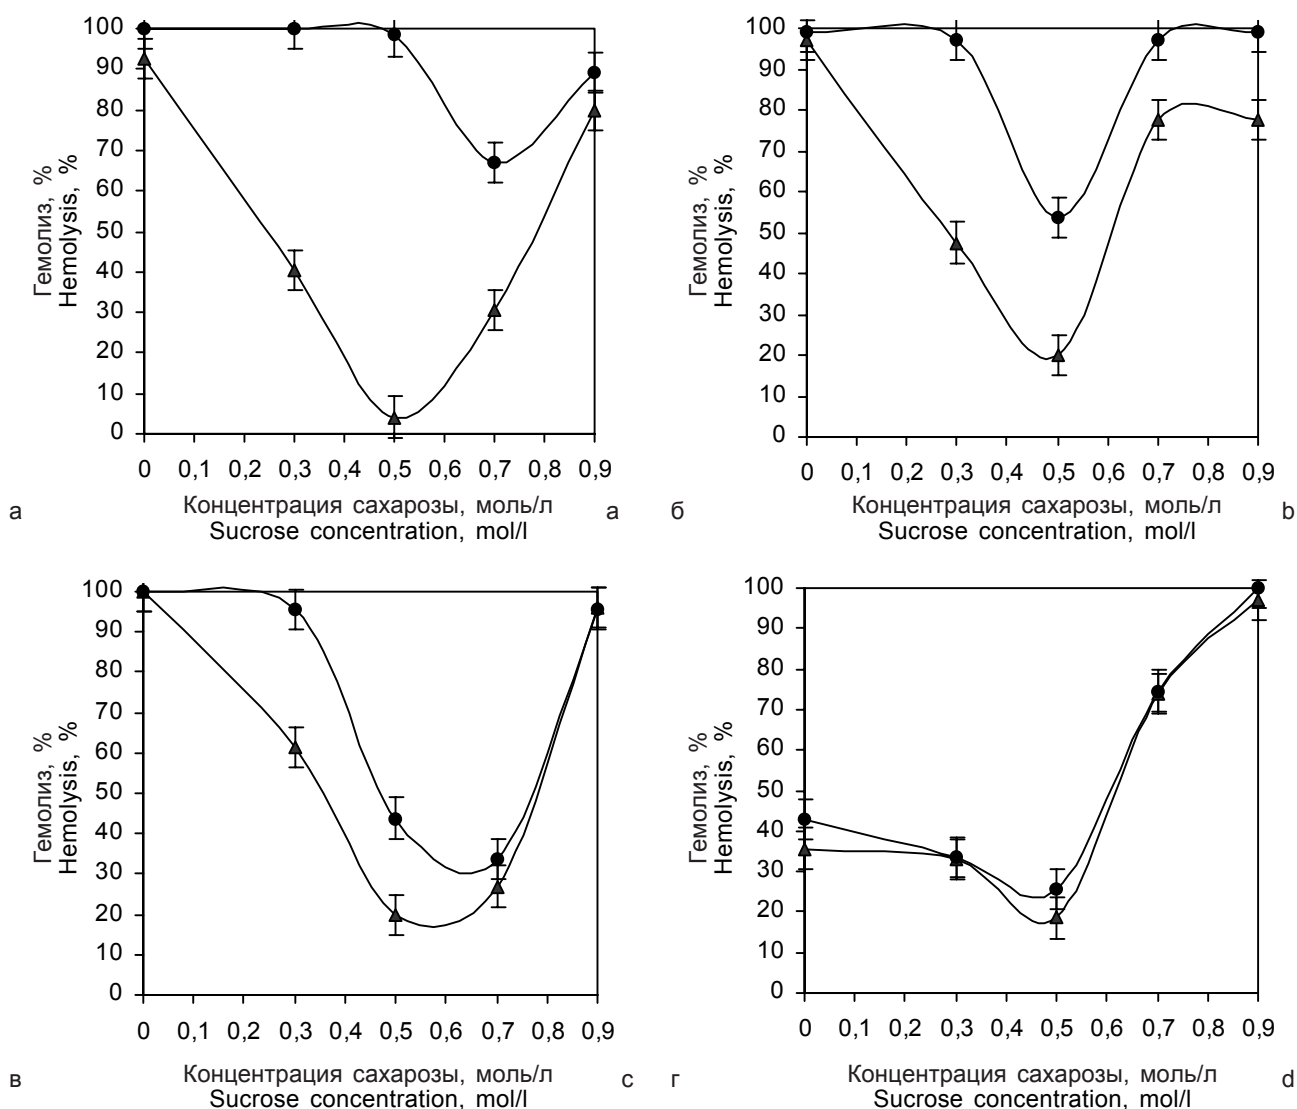 100
90
80
70
60
50
40
30
20
10
0
Гемолиз, %
Hemolysis, %
0 0,1 0,2 0,3 0,4 0,5 0,6 0,7 0,8 0,9
Концентрация сахарозы, моль/л
Sucrose concentration, mol/l
а
a
100
90
80
70
60
50
40
30
20
10
0
Гемолиз, %
Hemolysis, %
0 0,1 0,2 0,3 0,4 0,5 0,6 0,7 0,8 0,9
Концентрация сахарозы, моль/л
Sucrose concentration, mol/l
б
b
100
90
80
70
60
50
40
30
20
10
0
Гемолиз, %
Hemolysis, %
0 0,1 0,2 0,3 0,4 0,5 0,6 0,7 0,8 0,9
Концентрация сахарозы, моль/л
Sucrose concentration, mol/l
в
c
100
90
80
70
60
50
40
30
20
10
0
Гемолиз, %
Hemolysis, %
0 0,1 0,2 0,3 0,4 0,5 0,6 0,7 0,8 0,9
Концентрация сахарозы, моль/л
Sucrose concentration, mol/l
г
d